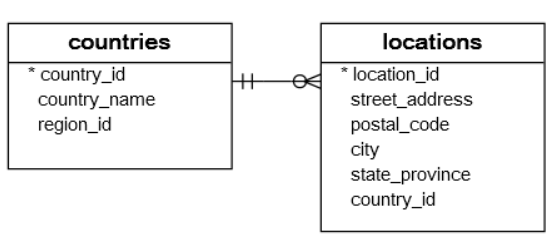 countries
* country_id
country_name
region_id
locations
* location_id
street_address
postal_code
city
state_province
country_id